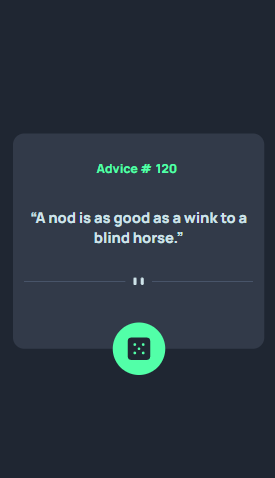 Advice # 120
“A nod is as good as a wink to a
blind horse.”